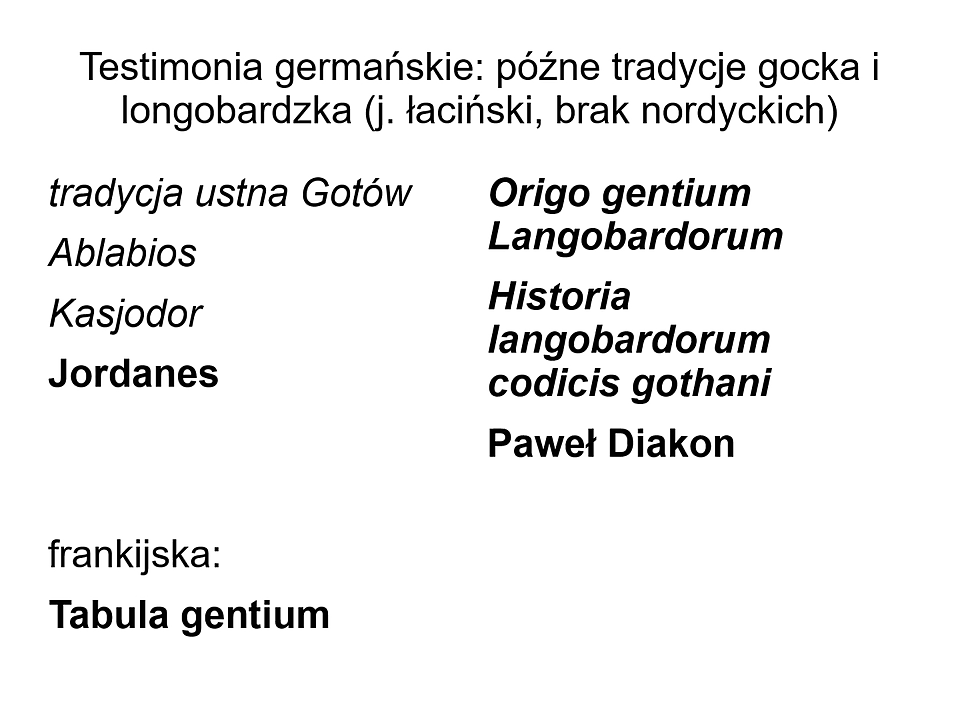 Testimonia germańskie: późne tradycje gocka i
longobardzka (j. łaciński, brak nordyckich)
tradycja ustna Gotów
Ablabios
Kasjodor
Jordanes
frankijska:
Tabula gentium
Origo gentium
Langobardorum
Historia
langobardorum
codicis gothani
Paweł Diakon